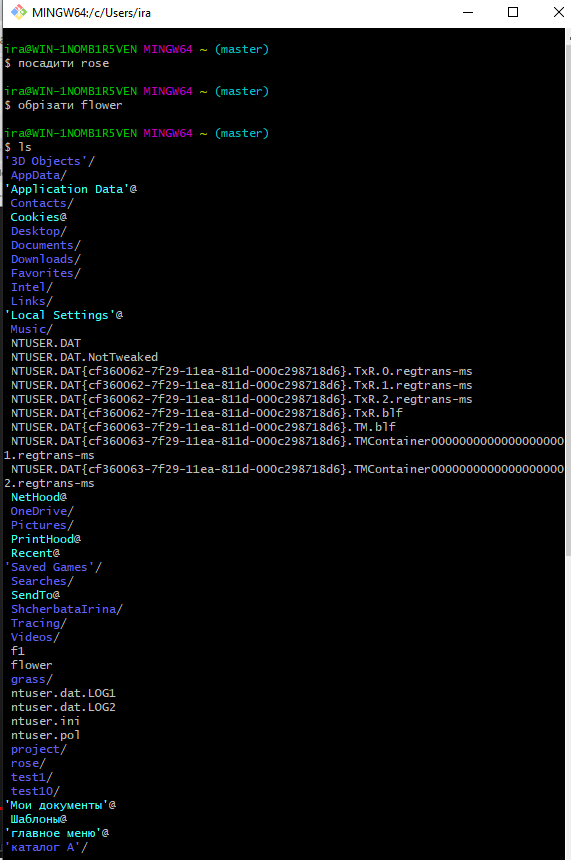 MINGW64:/c/Users/ira
ira@WIN-1NOMB1R5VEN MINGW64 ~ (master)
$ посадити rose
ira@WIN-1NOMB1R5VEN MINGW64 ~ (master)
$ обрізати flower
ira@WIN-1NOMB1R5VEN MINGW64 ~ (master)
$ ls
'3D Objects'/
AppData/
'Application Data'@
Contacts/
Cookies@
Desktop/
Documents/
Downloads/
Favorites/
Intel/
Links/
'Local Settings'@
Music/
NTUSER.DAT
NTUSER.DAT.NotTweaked
NTUSER.DAT{cf360062-7f29-11ea-811d-000c298718d6}.TxR.0.regtrans-ms
NTUSER.DAT{cf360062-7f29-11ea-811d-000c298718d6}.TxR.1.regtrans-ms
NTUSER.DAT{cf360062-7f29-11ea-811d-000c298718d6}.TxR.2.regtrans-ms
NTUSER.DAT{cf360062-7f29-11ea-811d-000c298718d6}.TxR.blf
NTUSER.DAT{cf360063-7f29-11ea-811d-000c298718d6}.TM.blf
NTUSER.DAT{cf360063-7f29-11ea-811d-000c298718d6}.TMContainer0000000000000000000
1.regtrans-ms
NTUSER.DAT{cf360063-7f29-11ea-811d-000c298718d6}.TMContainer0000000000000000000
2.regtrans-ms
NetHood@
OneDrive/
Pictures/
PrintHood@
Recent@
'Saved Games'/
Searches/
SendTo@
ShcherbataIrina/
Tracing/
Videos/
f1
flower
grass/
ntuser.dat.LOG1
ntuser.dat.LOG2
ntuser.ini
ntuser.pol
project/
rose/
test1/
test10/
'Мои документы'@
Шаблоны@
'главное меню'@
'каталог А'/